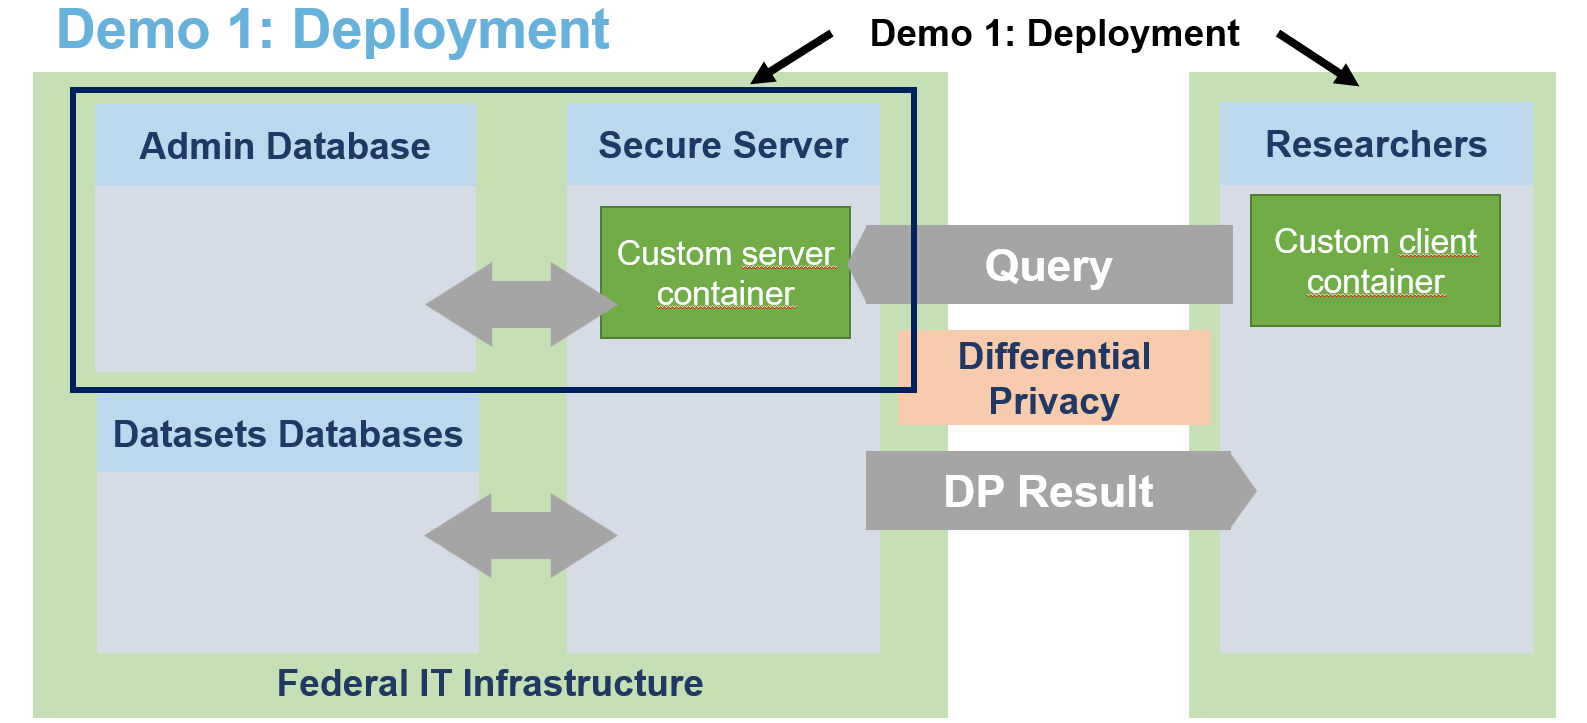 Demo 1: Deployment
Demo 1: Deployment
Admin Database
Secure Server
Researchers
Custom server
container
Query
Custom client
container
Differential
Privacy
Datasets Databases
DP Result
Federal IT Infrastructure